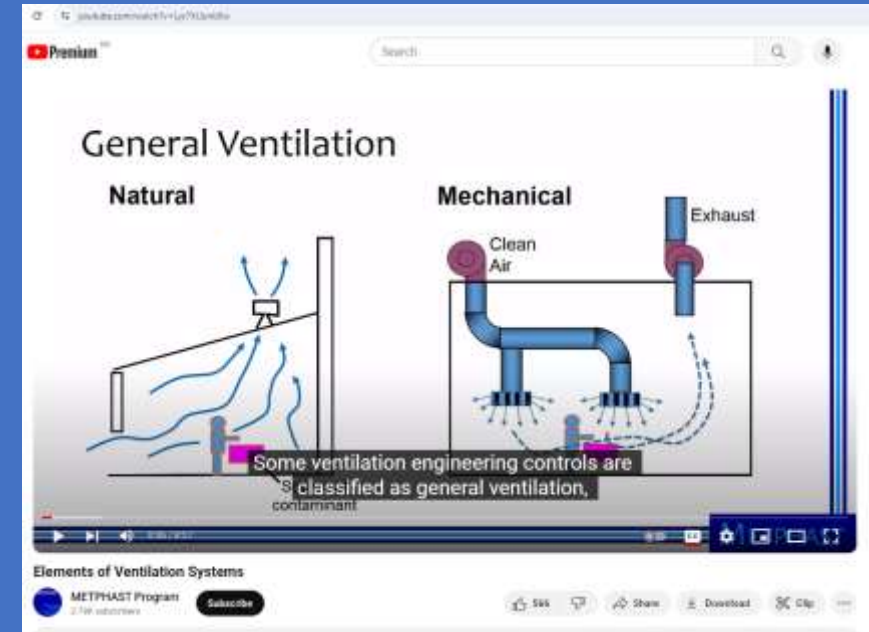 Premium
Search
General Ventilation
Natural
Mechanical
Exhaust
Clean
Air
Some ventilation engineering controls are
classified as general ventilation,
contaminant
Elements of Ventilation Systems
METPHAST Program
Subscribe
566
Share
Download
Clip